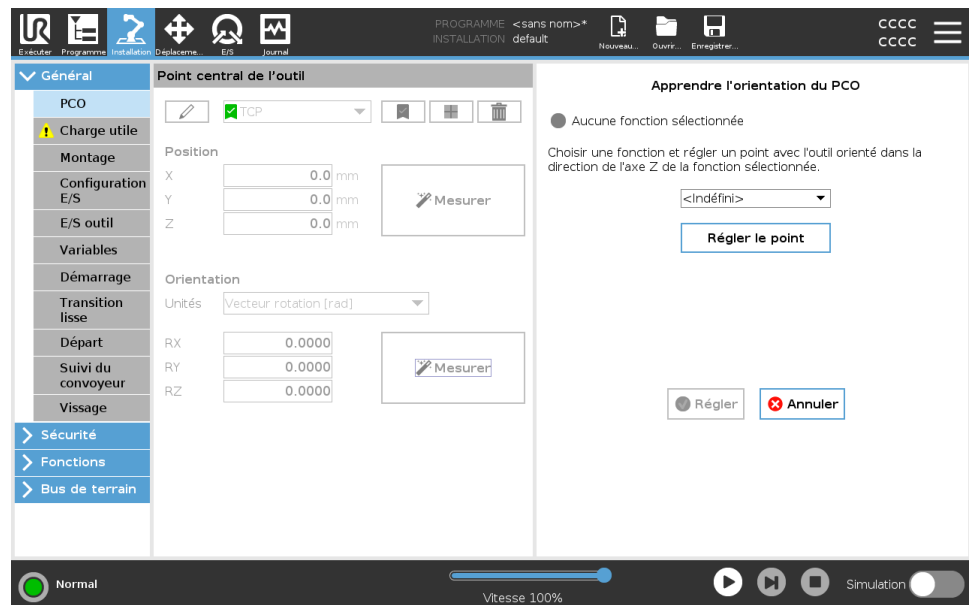 PROGRAMME <sans nom>*
INSTALLATION default
Exécuter
Programme
Installation
Déplaceme...
E/S
Journal
Nouveau...
Ouvrir...
Enregistrer...
CCCC
CCCC
Général
PCO
Charge utile
Montage
Configuration
E/S
E/S outil
Variables
Démarrage
Transition
lisse
Départ
Suivi du
convoyeur
Vissage
Sécurité
Fonctions
Bus de terrain
Point central de l'outil
TCP
Position
X 0.0 mm
Y 0.0 mm
Z 0.0 mm
Mesurer
Orientation
Unités Vecteur rotation [rad]
RX 0.0000
RY 0.0000
RZ 0.0000
Mesurer
Apprendre l'orientation du PCO
Aucune fonction sélectionnée
Choisir une fonction et régler un point avec l'outil orienté dans la
direction de l'axe Z de la fonction sélectionnée.
<Indéfini>
Régler le point
Régler
Annuler
Normal
Vitesse 100%
Simulation